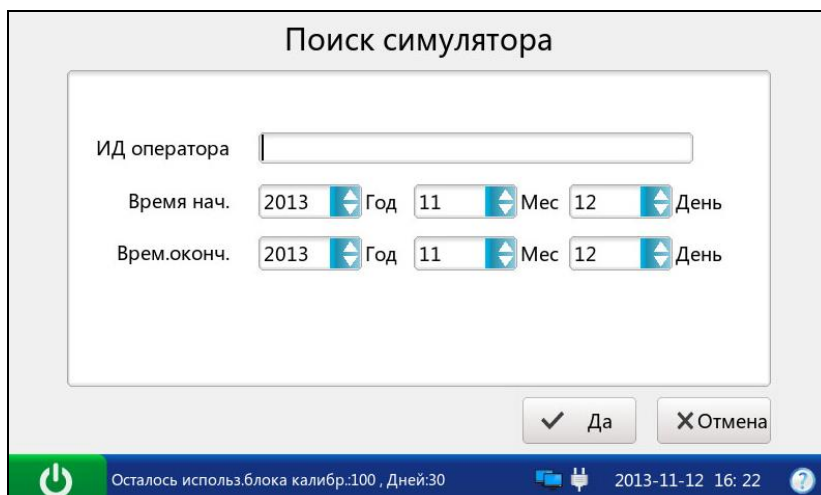 Поиск симулятора
ИД оператора
Время нач. 2013 Год 11 Мес 12 День
Врем.оконч. 2013 Год 11 Мес 12 День
Да Отмена
Осталось использ.блока калибр.:100 , Дней:30 2013-11-12 16: 22 ?